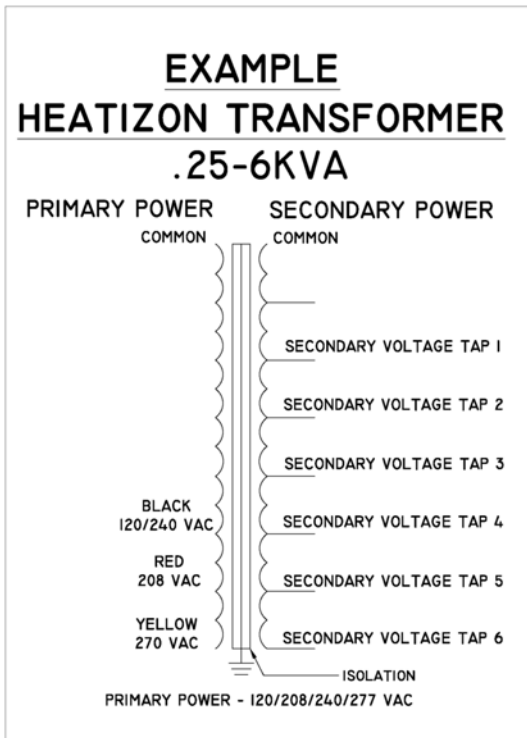 EXAMPLE
HEATIZON TRANSFORMER
.25-6KVA
PRIMARY POWER
SECONDARY POWER
COMMON
COMMON
SECONDARY VOLTAGE TAP 1
SECONDARY VOLTAGE TAP 2
SECONDARY VOLTAGE TAP 3
BLACK
120/240 VAC
SECONDARY VOLTAGE TAP 4
RED
208 VAC
SECONDARY VOLTAGE TAP 5
YELLOW
270 VAC
SECONDARY VOLTAGE TAP 6
ISOLATION
PRIMARY POWER - 120/208/240/277 VAC